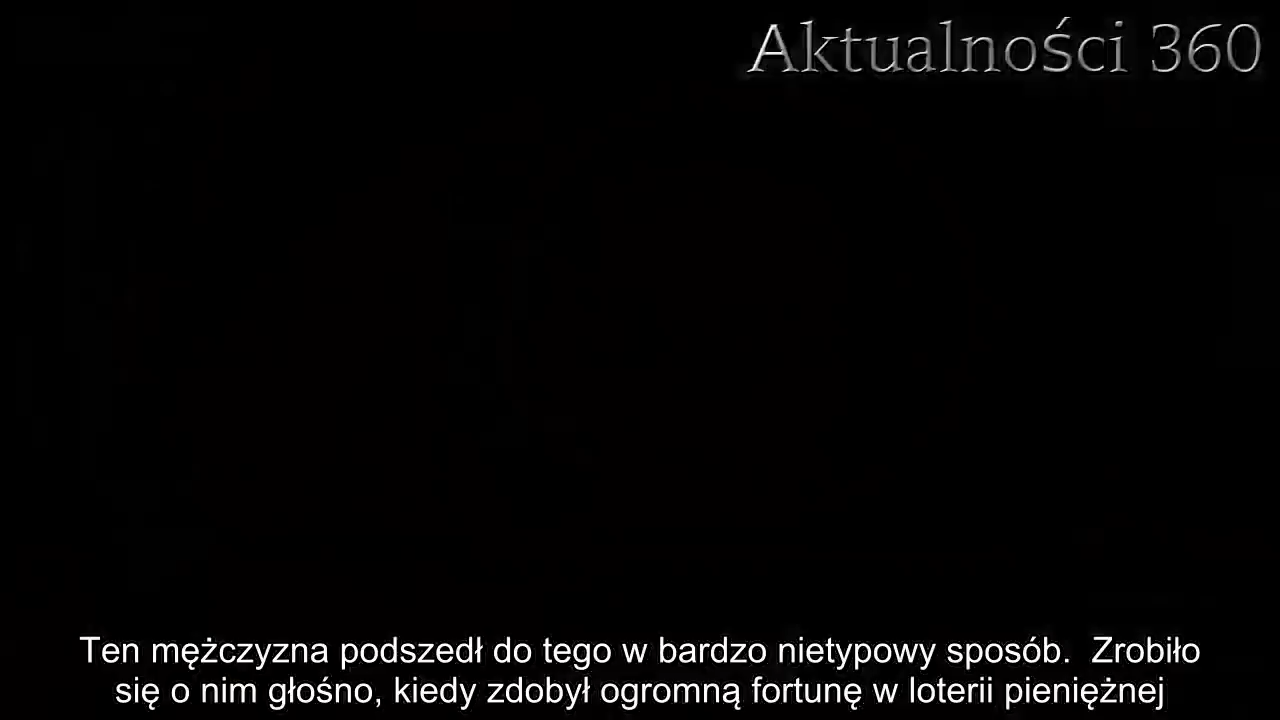 Aktualności 360
Ten mężczyzna podszedł do tego w bardzo nietypowy sposób.  Zrobiło
się o nim głośno, kiedy zdobył ogromną fortunę w loterii pieniężnej